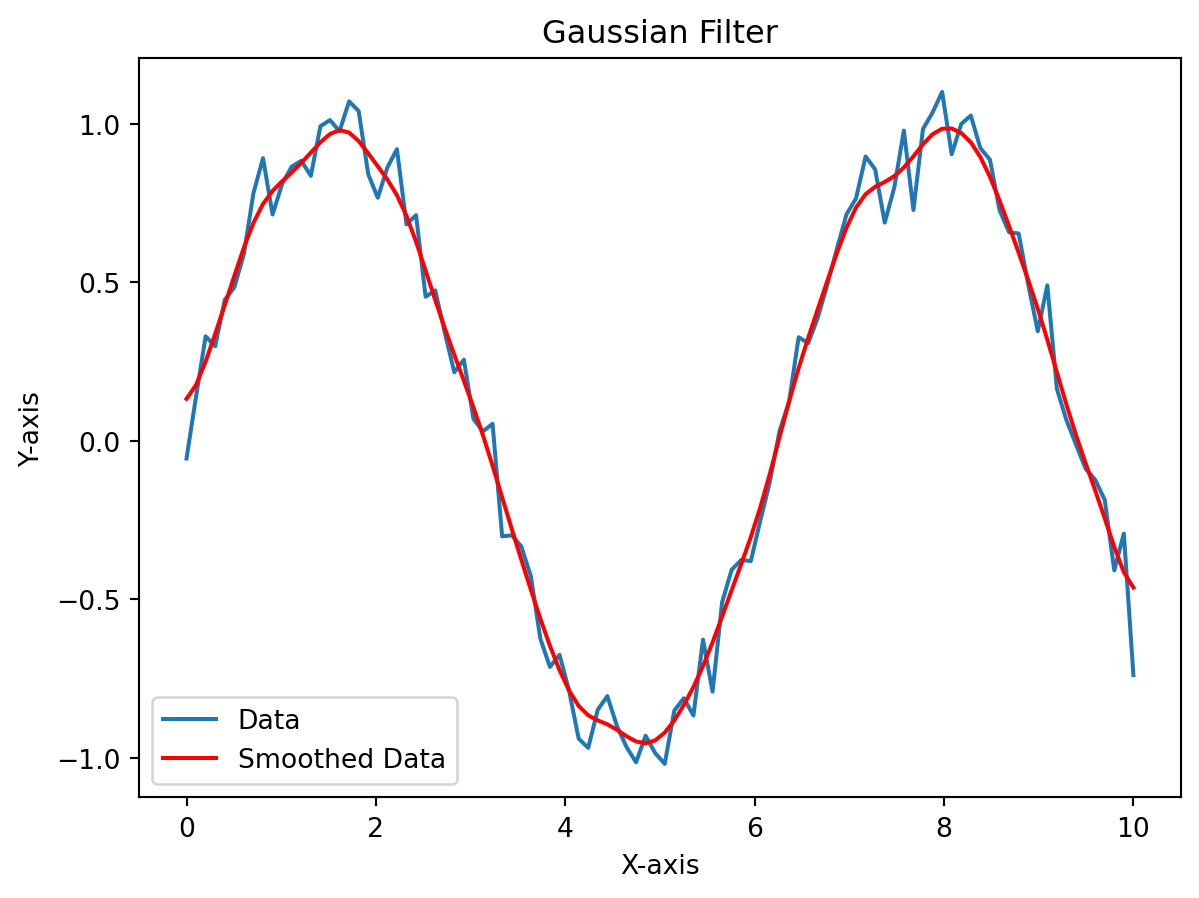 Gaussian Filter
1.0
0.5
0.0
−0.5
−1.0
Y-axis
Data
Smoothed Data
0 2 4 6 8 10
X-axis